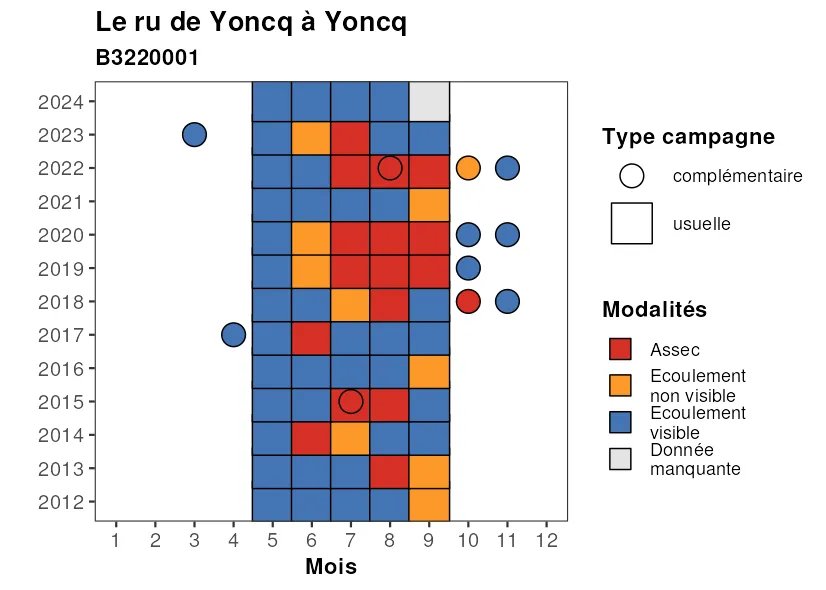 Le ru de Yoncq à Yoncq
B3220001
2024
2023
2022
2021
2020
2019
2018
2017
2016
2015
2014
2013
2012
1 2 3 4 5 6 7 8 9 10 11 12
Mois
Type campagne
complémentaire
usuelle
Modalités
Assec
Ecoulement
non visible
Ecoulement
visible
Donnée
manquante